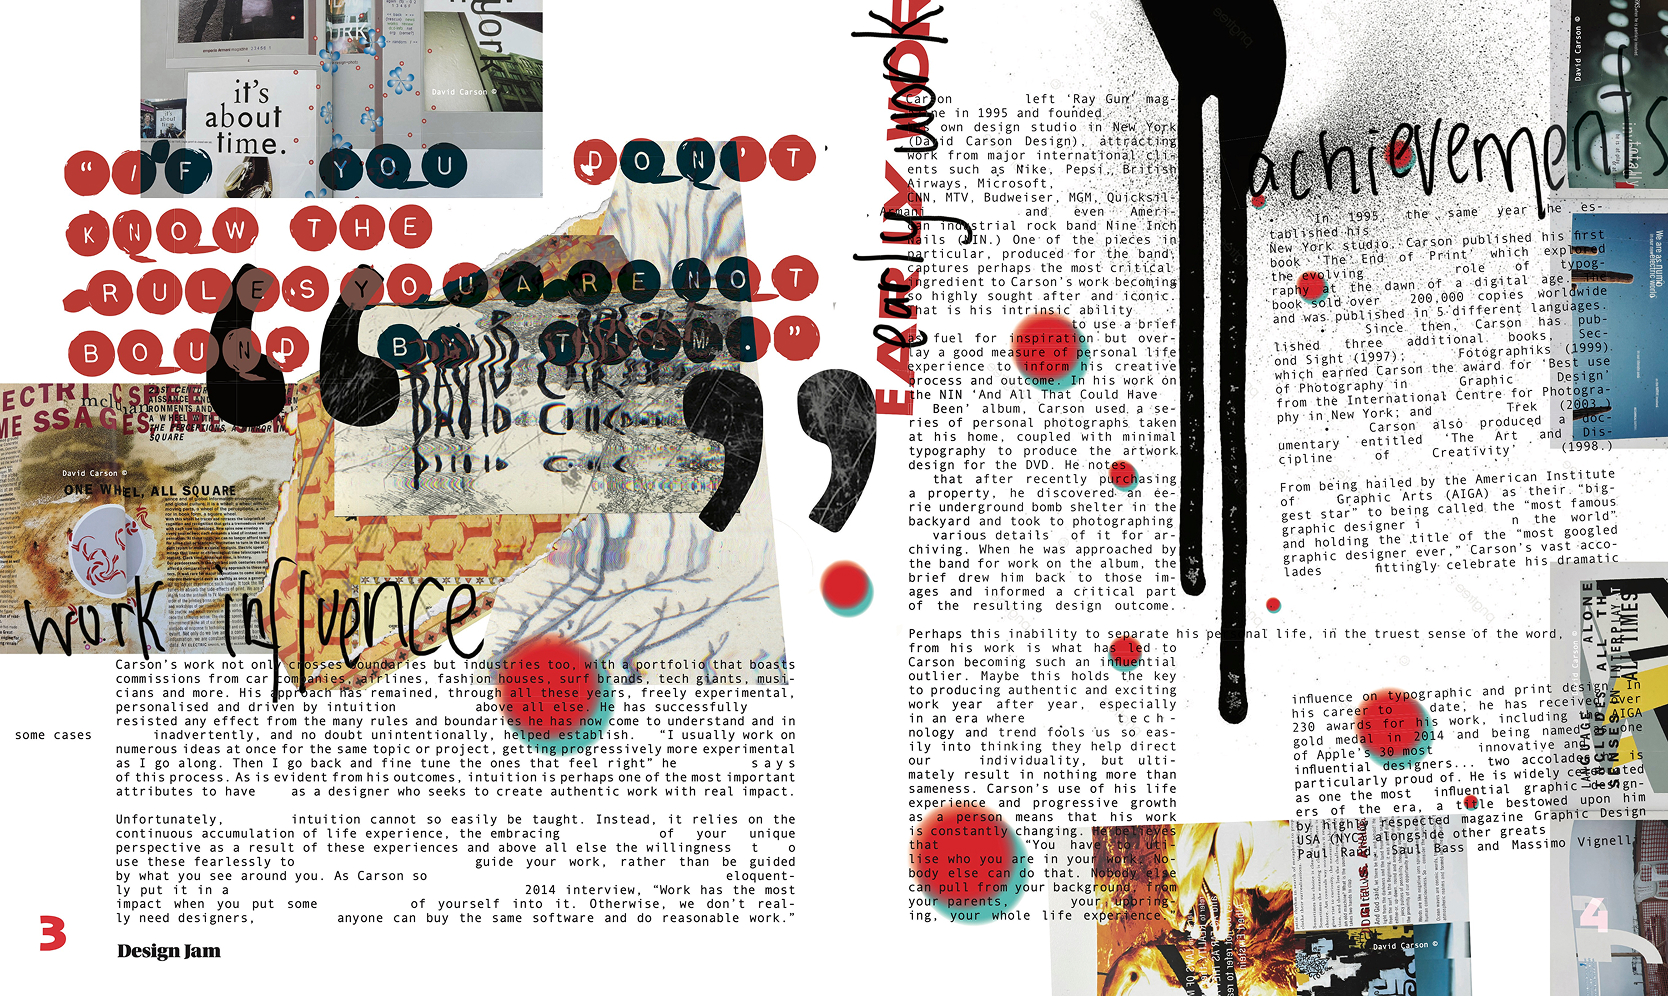 it's
about
time.
David Carson ©
york
"IF YOU DON'T
KNOW THE
RULES YOU ARE NOT
BOUND BY THEM."
ELECTRI
ME SSAGES
David Carson ©
ONE WHEL, ALL SQUARE
DAVID
DAVID
work influence
Carson's work not only crosses boundaries but industries too, with a portfolio that boasts
commissions from car companies, airlines, fashion houses, surf brands, tech giants, musi-
cians and more. His approach has remained, through all these years, freely experimental,
personalised and driven by intuition above all else. He has successfully
resisted any effect from the many rules and boundaries he has now come to understand and in
some cases inadvertently, and no doubt unintentionally, helped establish. "I usually work on
numerous ideas at once for the same topic or project, getting progressively more experimental
as I go along. Then I go back and fine tune the ones that feel right" he says
of this process. As is evident from his outcomes, intuition is perhaps one of the most important
attributes to have as a designer who seeks to create authentic work with real impact.
Unfortunately, intuition cannot so easily be taught. Instead, it relies on the
continuous accumulation of life experience, the embracing of your unique
perspective as a result of these experiences and above all else the willingness t o
use these fearlessly to guide your work, rather than be guided
by what you see around you. As Carson so eloquent-
ly put it in a 2014 interview, "Work has the most
impact when you put some of yourself into it. Otherwise, we don't real-
ly need designers, anyone can buy the same software and do reasonable work."
3
Design Jam
EARLY WORK
early work
Carson left 'Ray Gun' mag-
zine in 1995 and founded
his own design studio in New York
(David Carson Design), attracting
work from major international cli-
ents such as Nike, Pepsi, British
Airways, Microsoft,
CNN, MTV, Budweiser, MGM, Quicksil-
, Armani and even Ameri-
can industrial rock band Nine Inch
Nails (NIN.) One of the pieces in
particular, produced for the band,
captures perhaps the most critical
ingredient to Carson's work becoming
so highly sought after and iconic.
That is his intrinsic ability
to use a brief
as fuel for inspiration but over-
lay a good measure of personal life
experience to inform his creative
process and outcome. In his work on
the NIN 'And All That Could Have
Been' album, Carson used a se-
ries of personal photographs taken
at his home, coupled with minimal
typography to produce the artwork
design for the DVD. He notes
that after recently purchasing
a property, he discovered an ee-
rie underground bomb shelter in the
backyard and took to photographing
various details of it for ar-
chiving. When he was approached by
the band for work on the album, the
brief drew him back to those im-
ages and informed a critical part
of the resulting design outcome.
Perhaps this inability to separate his personal life, in the truest sense of the word,
from his work is what has led to
Carson becoming such an influential
outlier. Maybe this holds the key
to producing authentic and exciting
work year after year, especially
in an era where tech-
nology and trend fools us so eas-
ily into thinking they help direct
our individuality, but ulti-
mately result in nothing more than
sameness. Carson's use of his life
experience and progressive growth
as a person means that his work
is constantly changing. He believes
that "You have to uti-
lise who you are in your work. No-
body else can do that. Nobody else
can pull from your background, from
your parents, your upbring-
ing, your whole life experience."
achievements
In 1995, the same year he es-
tablished his
New York studio. Carson published his first
book 'The End of Print' which explored
the evolving role of typog-
raphy at the dawn of a digital age. The
book sold over 200,000 copies worldwide
and was published in 5 different languages.
Since then, Carson has pub-
lished three additional books, Sec-
ond Sight (1997); Fotographiks (1999)
which earned Carson the award for 'Best use
of Photography in Graphic Design'
from the International Centre for Photogra-
phy in New York; and Trek (2003.)
Carson also produced a doc-
umentary entitled 'The Art and Dis-
cipline of Creativity' (1998.)
From being hailed by the American Institute
of Graphic Arts (AIGA) as their "big-
gest star" to being called the "most famous
graphic designer i n the world"
and holding the title of the "most googled
graphic designer ever," Carson's vast acco-
lades fittingly celebrate his dramatic
influence on typographic and print design. In
his career to date, he has received over
230 awards for his work, including the AIGA
gold medal in 2014 and being named as one
of Apple's 30 most innovative and
influential designers... two accolades he is
particularly proud of. He is widely celebrated
as one the most influential graphic design-
ers of the era, a title bestowed upon him
by highly respected magazine Graphic Design
USA (NYC) alongside other greats
Paul Rand, Saul Bass and Massimo Vignelli
David Carson ©
We are as numb
LANGUAGE ALONE
INCLUDES ALL THE
SENSES IN INTERPLAY AT
ALL TIMES
David Carson ©
David Carson ©
4